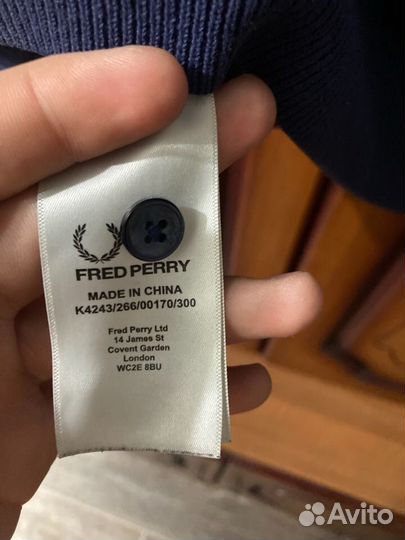 FRED PERRY
MADE IN CHINA
K4243/266/00170/300
Fred Perry Ltd
14 James St
Covent Garden
London
WC2E 8BU
Avito